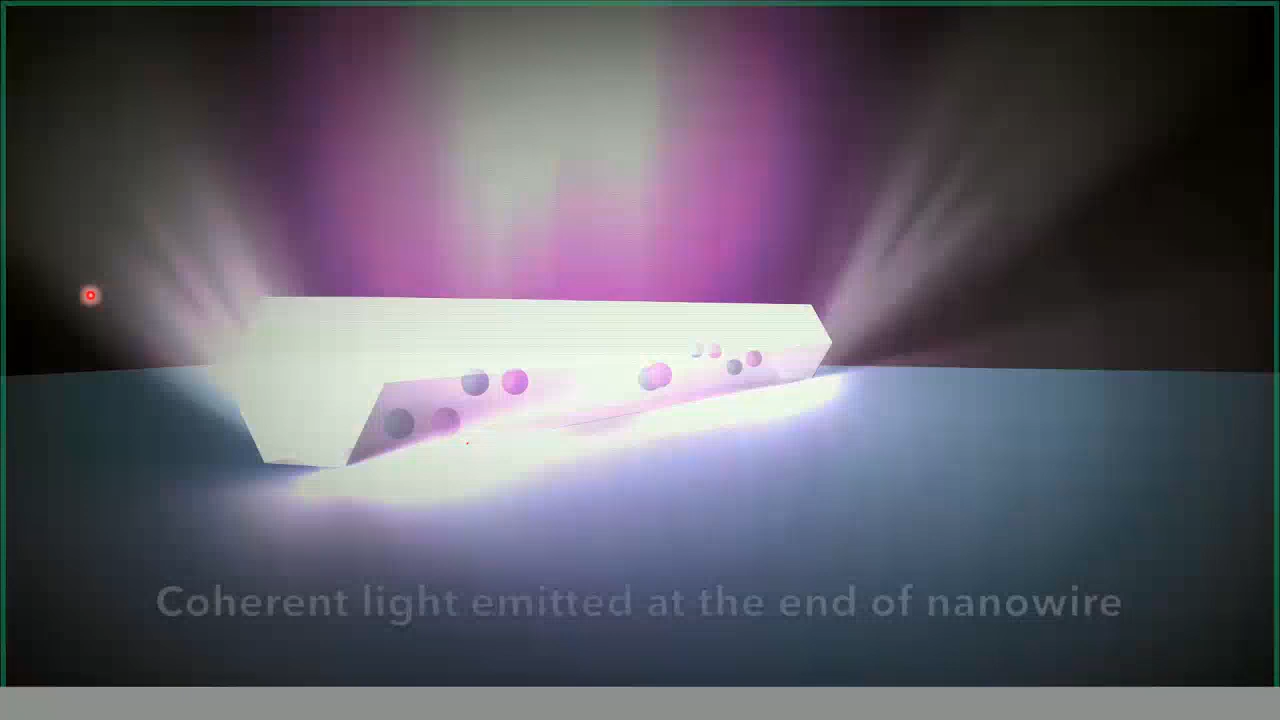 Coherent light emitted at the end of nanowire